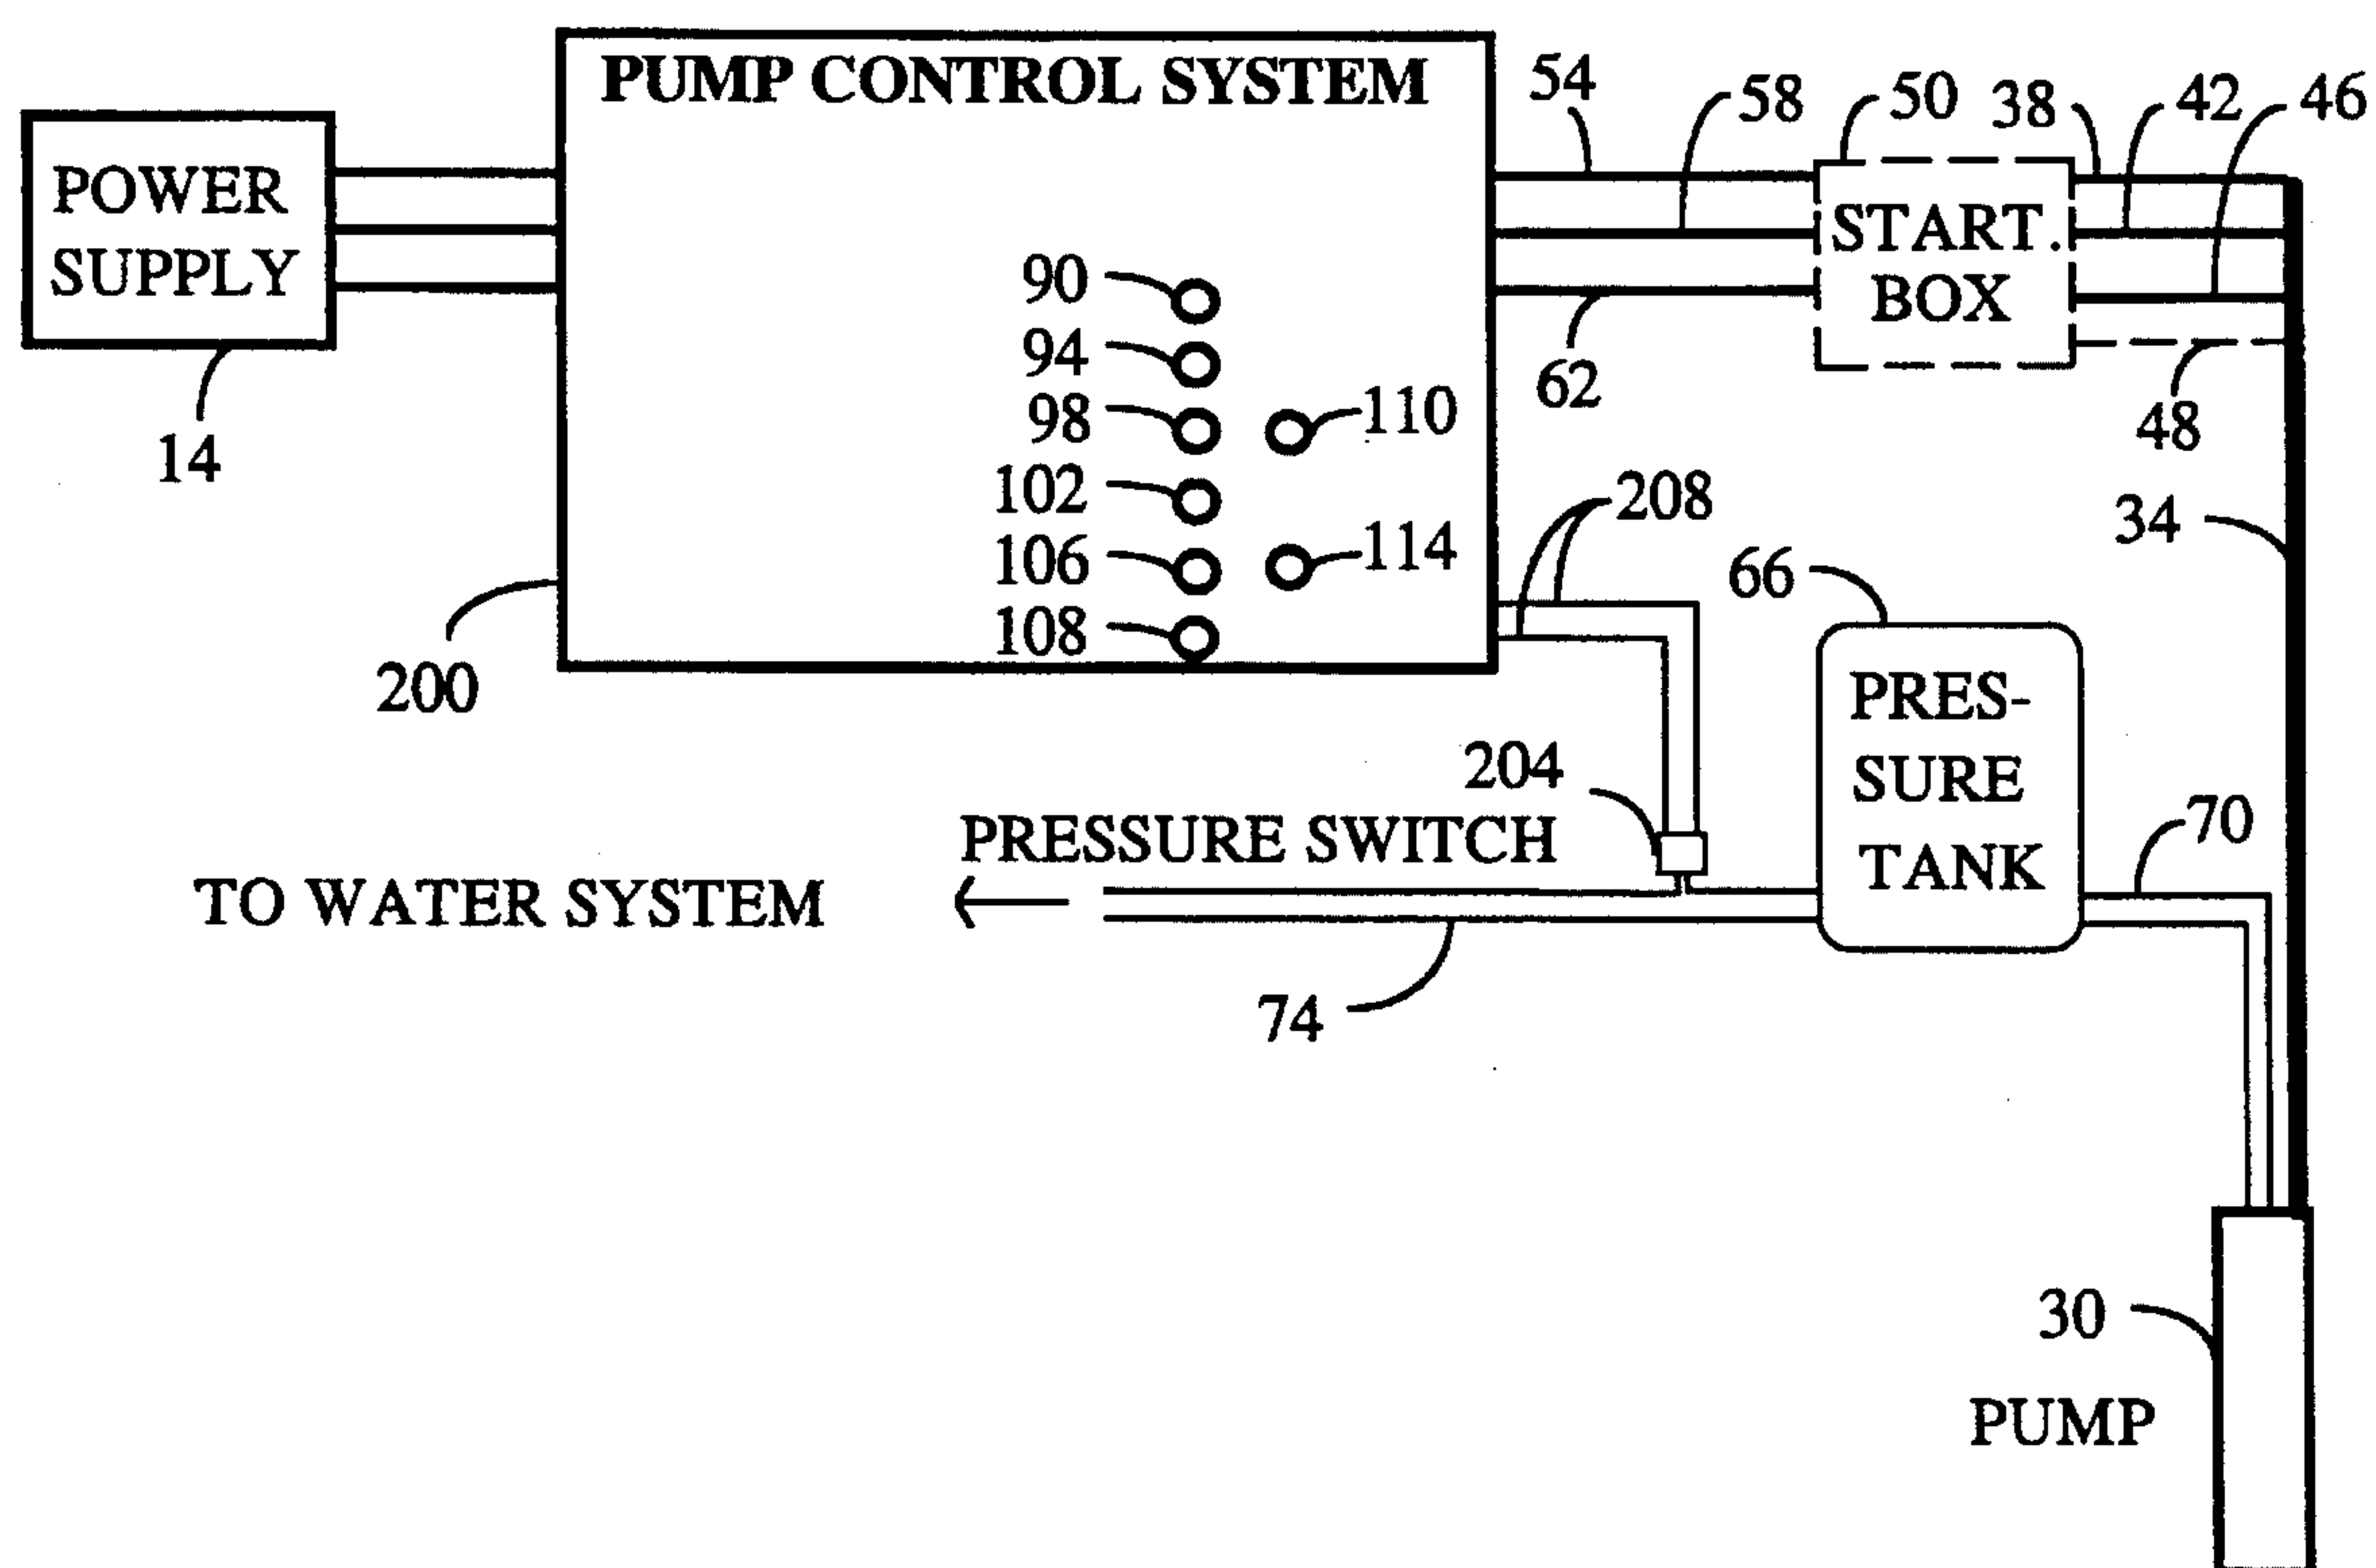 PUMP CONTROL SYSTEM
POWER
SUPPLY
14
54
58
50
38
42
46
START.
BOX
62
48
34
90
94
98
102
106
108
110
114
200
208
66
PRES-
SURE
TANK
204
PRESSURE SWITCH
TO WATER SYSTEM
70
74
30
PUMP